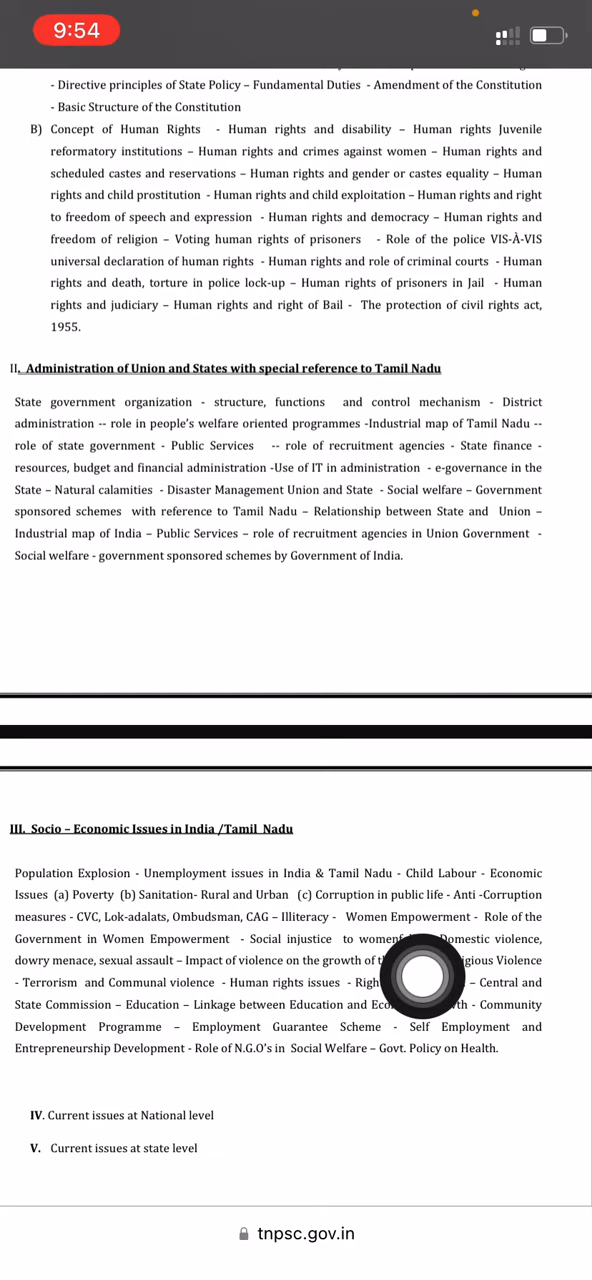 9:54
- Directive principles of State Policy – Fundamental Duties - Amendment of the Constitution
- Basic Structure of the Constitution
B) Concept of Human Rights - Human rights and disability – Human rights Juvenile
reformatory institutions – Human rights and crimes against women – Human rights and
scheduled castes and reservations – Human rights and gender or castes equality – Human
rights and child prostitution - Human rights and child exploitation – Human rights and right
to freedom of speech and expression - Human rights and democracy – Human rights and
freedom of religion – Voting human rights of prisoners - Role of the police VIS-À-VIS
universal declaration of human rights - Human rights and role of criminal courts - Human
rights and death, torture in police lock-up – Human rights of prisoners in Jail - Human
rights and judiciary – Human rights and right of Bail - The protection of civil rights act,
1955.
II. Administration of Union and States with special reference to Tamil Nadu
State government organization - structure, functions and control mechanism - District
administration -- role in people's welfare oriented programmes -Industrial map of Tamil Nadu --
role of state government - Public Services -- role of recruitment agencies - State finance -
resources, budget and financial administration -Use of IT in administration - e-governance in the
State – Natural calamities - Disaster Management Union and State - Social welfare – Government
sponsored schemes with reference to Tamil Nadu – Relationship between State and Union –
Industrial map of India – Public Services – role of recruitment agencies in Union Government -
Social welfare - government sponsored schemes by Government of India.
III. Socio – Economic Issues in India /Tamil Nadu
Population Explosion - Unemployment issues in India & Tamil Nadu - Child Labour - Economic
Issues (a) Poverty (b) Sanitation- Rural and Urban (c) Corruption in public life - Anti -Corruption
measures - CVC, Lok-adalats, Ombudsman, CAG – Illiteracy - Women Empowerment - Role of the
Government in Women Empowerment - Social injustice to women Domestic violence,
dowry menace, sexual assault – Impact of violence on the growth of Violence
- Terrorism and Communal violence - Human rights issues - – Central and
State Commission – Education – Linkage between Education and - Community
Development Programme – Employment Guarantee Scheme - Self Employment and
Entrepreneurship Development - Role of N.G.O's in Social Welfare – Govt. Policy on Health.
IV. Current issues at National level
V. Current issues at state level
tnpsc.gov.in